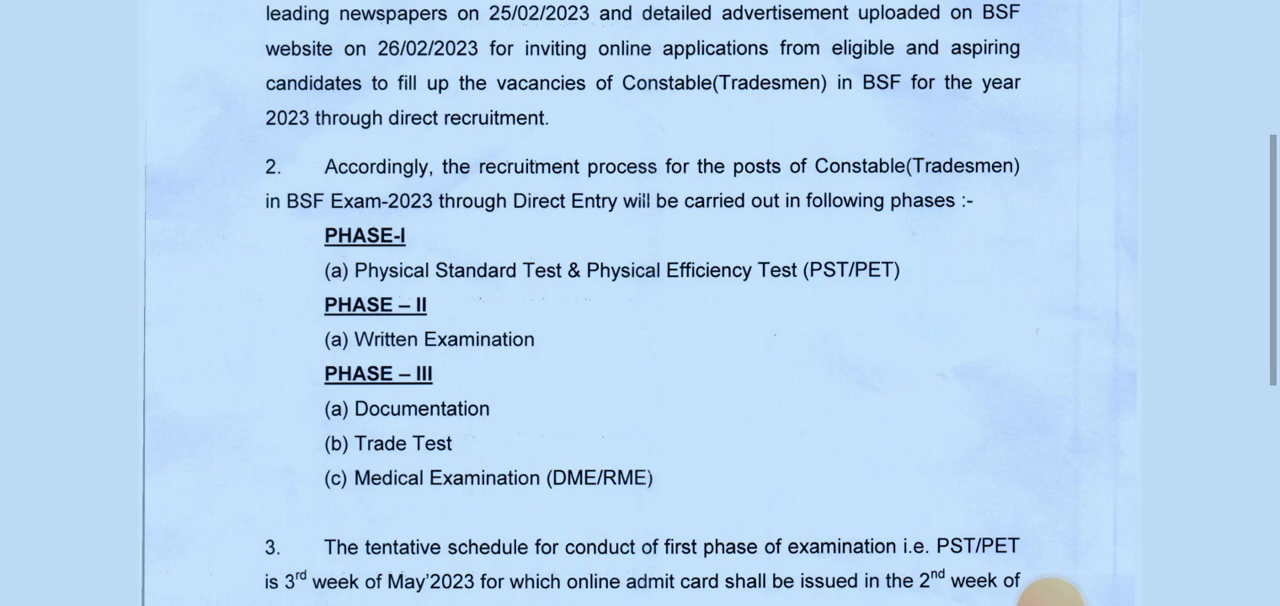 leading newspapers on 25/02/2023 and detailed advertisement uploaded on BSF
website on 26/02/2023 for inviting online applications from eligible and aspiring
candidates to fill up the vacancies of Constable(Tradesmen) in BSF for the year
2023 through direct recruitment.
2. Accordingly, the recruitment process for the posts of Constable(Tradesmen)
in BSF Exam-2023 through Direct Entry will be carried out in following phases :-
PHASE-I
(a) Physical Standard Test & Physical Efficiency Test (PST/PET)
PHASE – II
(a) Written Examination
PHASE – III
(a) Documentation
(b) Trade Test
(c) Medical Examination (DME/RME)
3. The tentative schedule for conduct of first phase of examination i.e. PST/PET
is 3rd week of May'2023 for which online admit card shall be issued in the 2nd week of